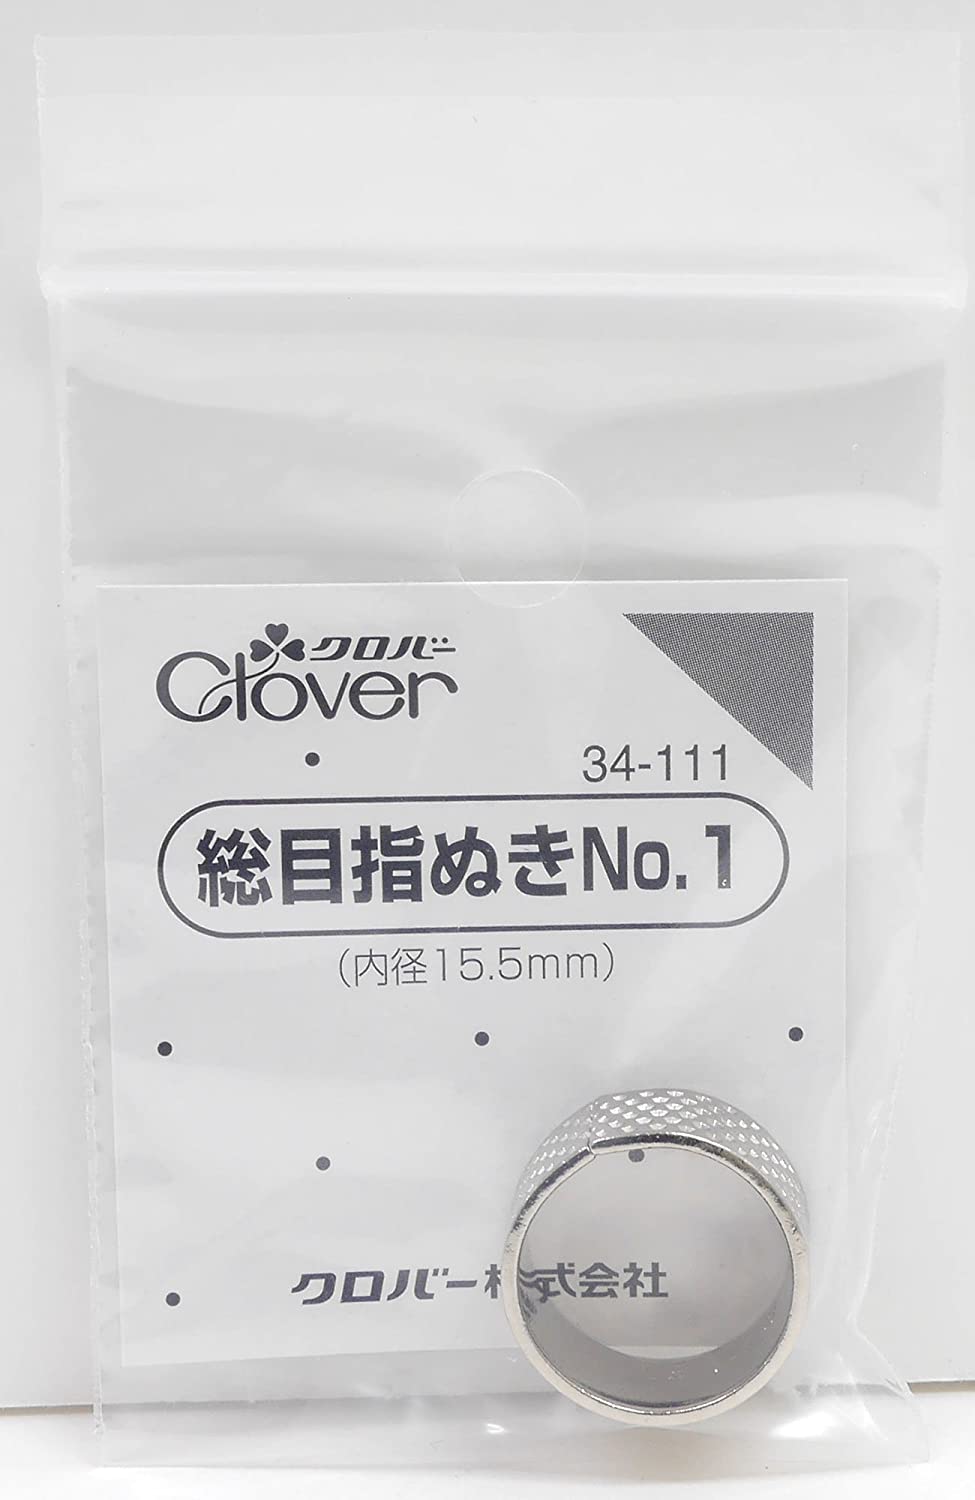 クロバー
Clover
34-111
総目指ぬきNo.1
(内径15.5mm)
クロバー株式会社